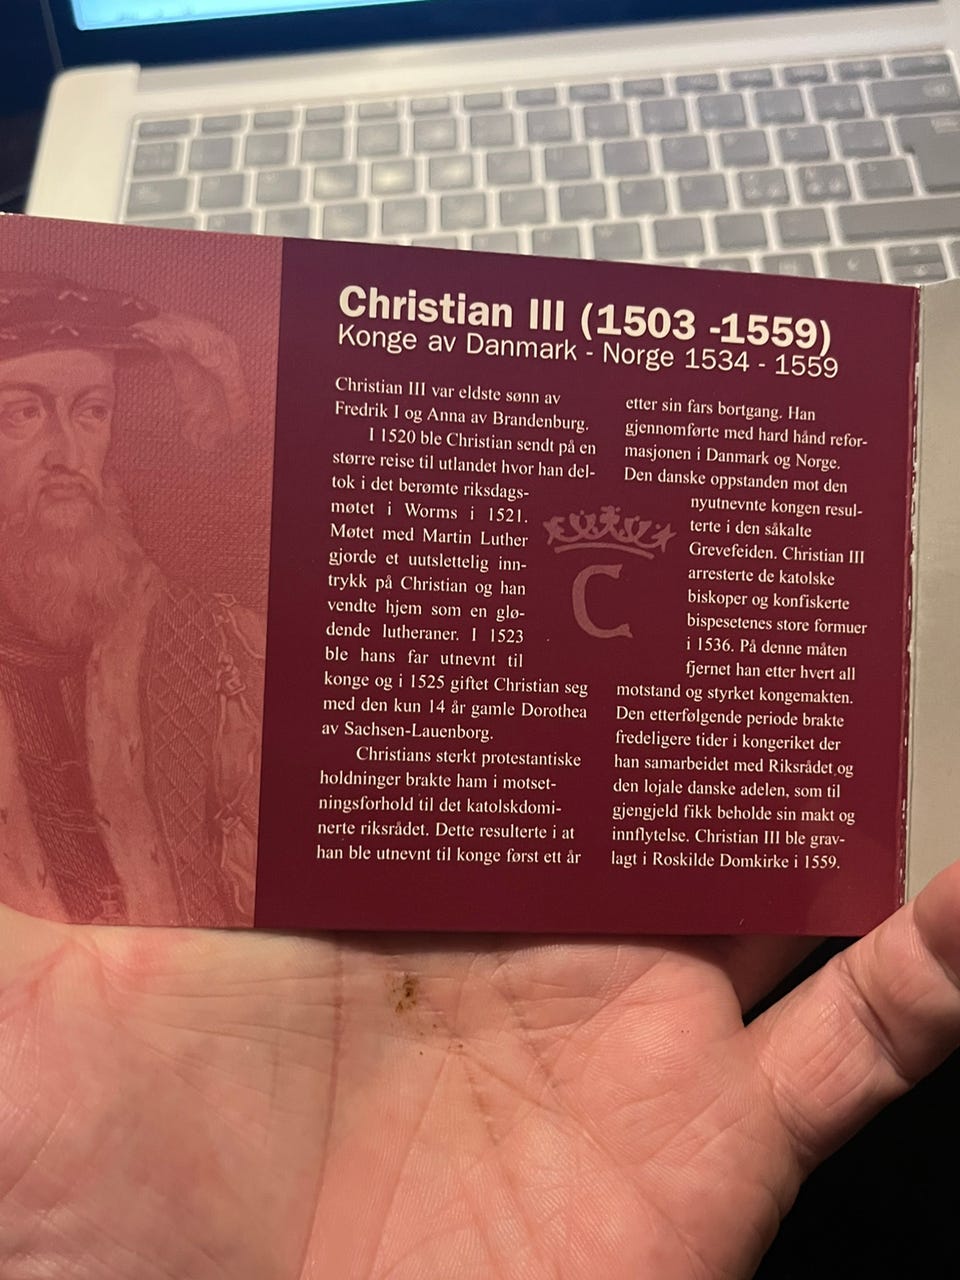 Christian III (1503 -1559)
Konge av Danmark - Norge 1534 - 1559
Christian III var eldste sønn av
Fredrik I og Anna av Brandenburg.
I 1520 ble Christian sendt på en
større reise til utlandet hvor han del-
tok i det berømte riksdags-
møtet i Worms i 1521.
Møtet med Martin Luther
gjorde et uutslettelig inn-
trykk på Christian og han
vendte hjem som en glø-
dende lutheraner. I 1523
ble hans far utnevnt til
konge og i 1525 giftet Christian seg
med den kun 14 år gamle Dorothea
av Sachsen-Lauenborg.
Christians sterkt protestantiske
holdninger brakte ham i motset-
ningsforhold til det katolskdomi-
nerte riksrådet. Dette resulterte i at
han ble utnevnt til konge først ett år
etter sin fars bortgang. Han
gjennomførte med hard hånd refor-
masjonen i Danmark og Norge.
Den danske oppstanden mot den
nyutnevnte kongen resul-
terte i den såkalte
Grevefeiden. Christian III
arresterte de katolske
biskoper og konfiskerte
bispesetenes store formuer
i 1536. På denne måten
fjernet han etter hvert all
motstand og styrket kongemakten.
Den etterfølgende periode brakte
fredeligere tider i kongeriket der
han samarbeidet med Riksrådet og
den lojale danske adelen, som til
gjengjeld fikk beholde sin makt og
innflytelse. Christian III ble grav-
lagt i Roskilde Domkirke i 1559.
C